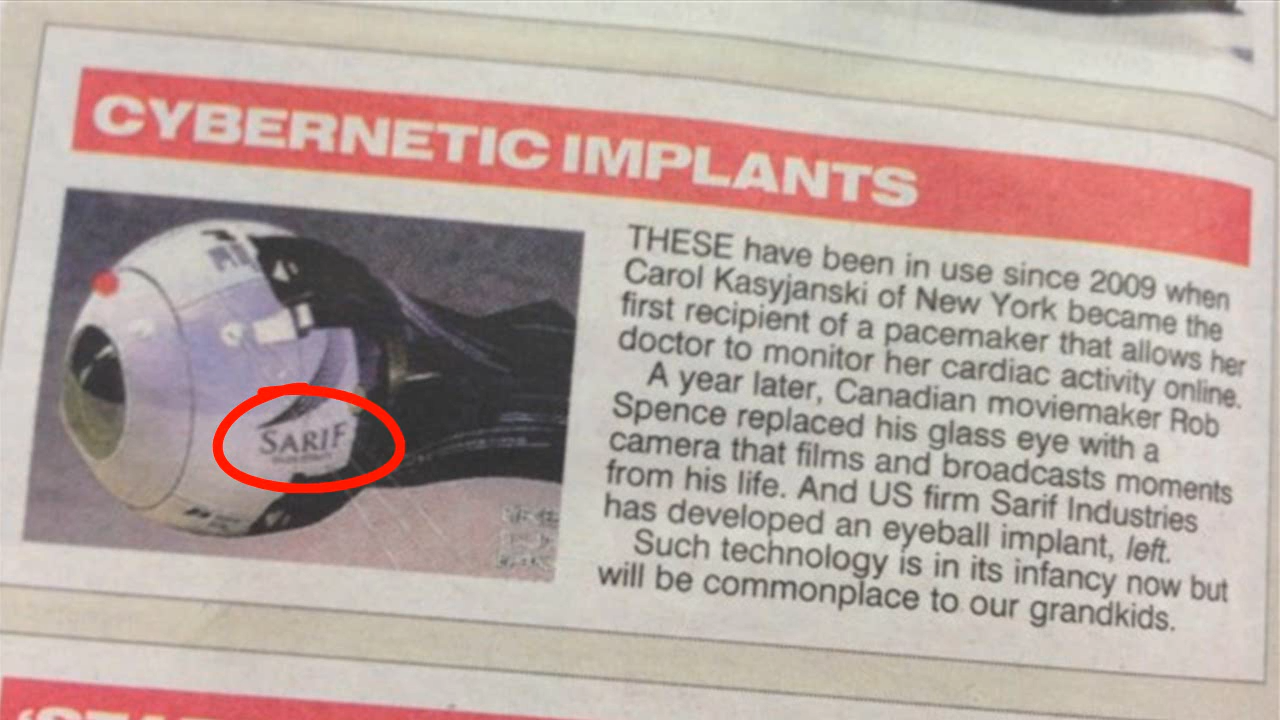 CYBERNETIC IMPLANTS
SARIF
THESE have been in use since 2009 when
Carol Kasyjanski of New York became the
first recipient of a pacemaker that allows her
doctor to monitor her cardiac activity online.
A year later, Canadian moviemaker Rob
Spence replaced his glass eye with a
camera that films and broadcasts moments
from his life. And US firm Sarif Industries
has developed an eyeball implant, left.
Such technology is in its infancy now but
will be commonplace to our grandkids.